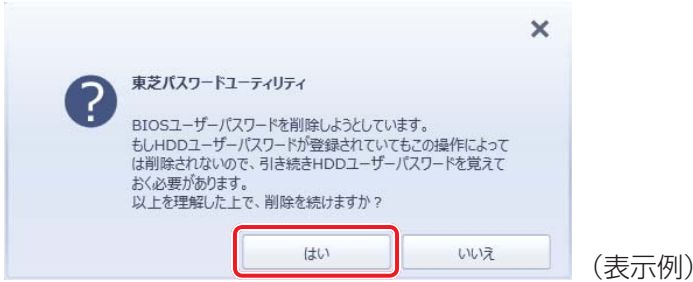 東芝パスワードユーティリティ
BIOSユーザーパスワードを削除しようとしています。
もしHDDユーザーパスワードが登録されていてもこの操作によって
は削除されないので、引き続きHDDユーザーパスワードを覚えて
おく必要があります。
以上を理解した上で、削除を続けますか？
はい いいえ
（表示例）